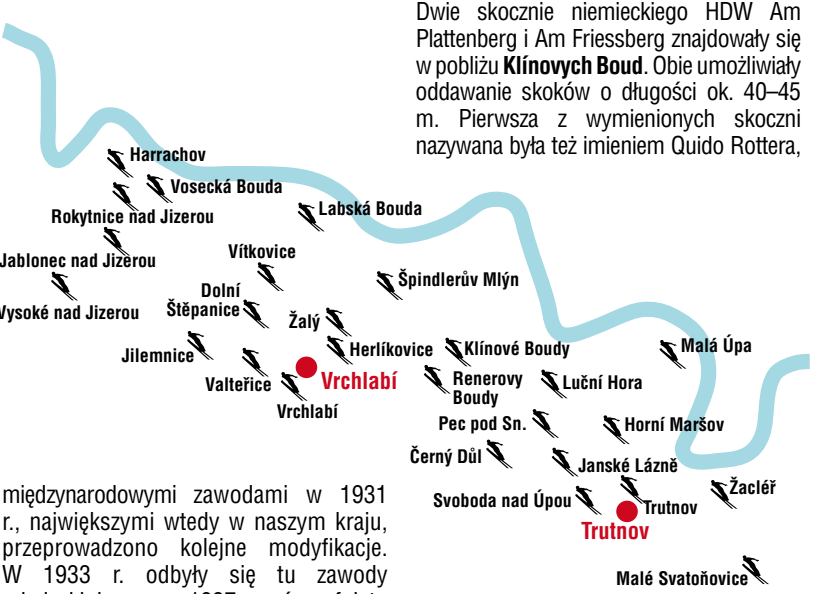 Dwie skocznie niemieckiego HDW Am
Plattenberg i Am Friessberg znajdowały się
w pobliżu Klínovych Boud. Obie umożliwiały
oddawanie skoków o długości ok. 40–45
m. Pierwsza z wymienionych skoczni
nazywana była też imieniem Quido Rottera,
Harrachov
Vosecká Bouda
Rokytnice nad Jizerou
Labská Bouda
Jablonec nad Jizerou
Vítkovice
Špindlerův Mlýn
Vysoké nad Jizerou
Dolní
Štěpanice
Žalý
Jilemnice
Herlíkovice
Klínové Boudy
Malá Úpa
Valteřice
Vrchlabí
Renerovy
Boudy
Luční Hora
Vrchlabí
Pec pod Sn.
Horní Maršov
Černý Důl
Janské Lázně
Svoboda nad Úpou
Trutnov
Žacléř
Trutnov
Malé Svatoňovice
międzynarodowymi zawodami w 1931
r., największymi wtedy w naszym kraju,
przeprowadzono kolejne modyfikacje.
W 1933 r. odbyły się tu zawody